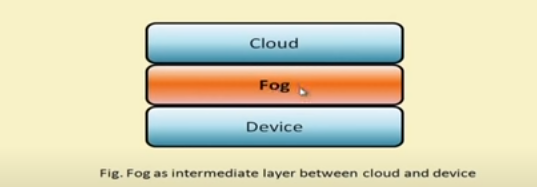 Cloud
Fog
Device
Fig. Fog as intermediate layer between cloud and device